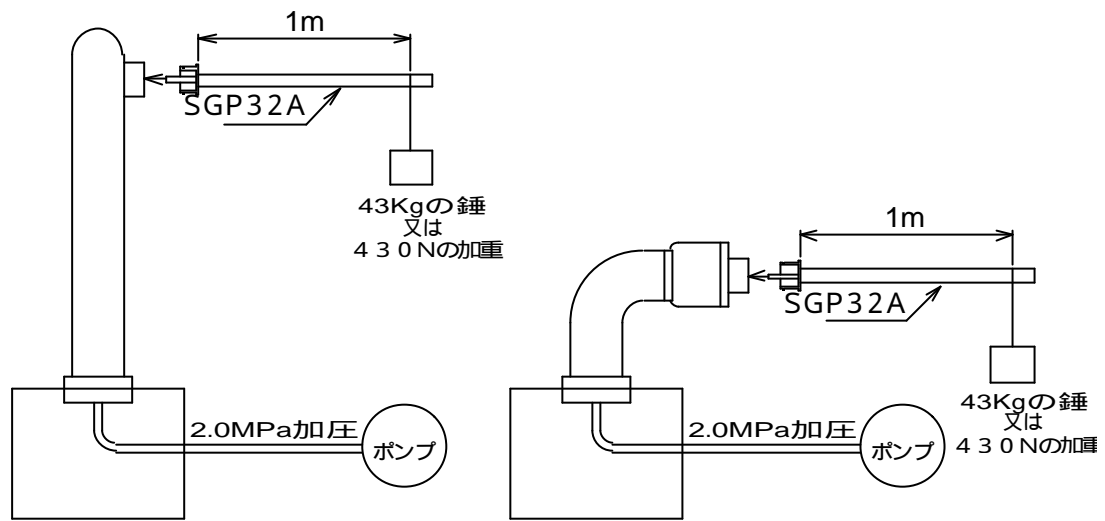 1m
SGP32A
43Kgの錘
又は
４３０Nの加重
2.0MPa加圧
ポンプ
1m
SGP32A
43Kgの錘
又は
４３０Nの加重
2.0MPa加圧
ポンプ